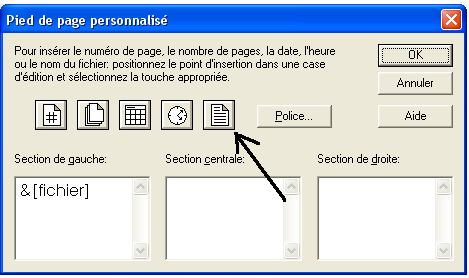 Pied de page personnalisé
Pour insérer le numéro de page, le nombre de pages, la date, l'heure
ou le nom du fichier: positionnez le point d'insertion dans une case
d'édition et sélectionnez la touche appropriée.
OK
Annuler
Aide
#
Police...
Section de gauche:
Section centrale:
Section de droite:
&[fichier]